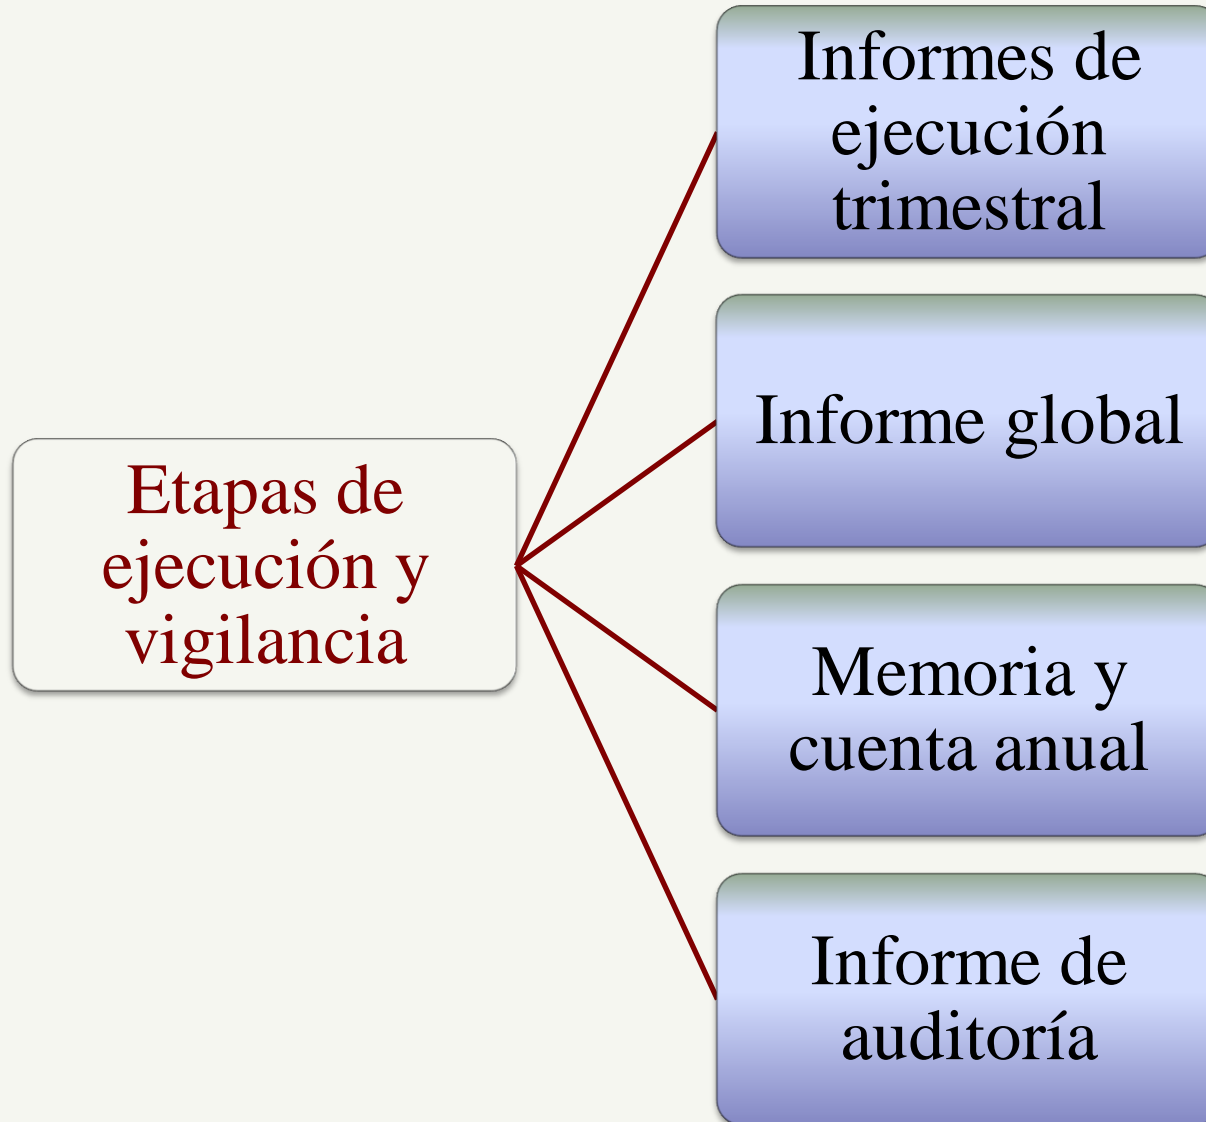 Etapas de
ejecución y
vigilancia
Informes de
ejecución
trimestral
Informe global
Memoria y
cuenta anual
Informe de
auditoría